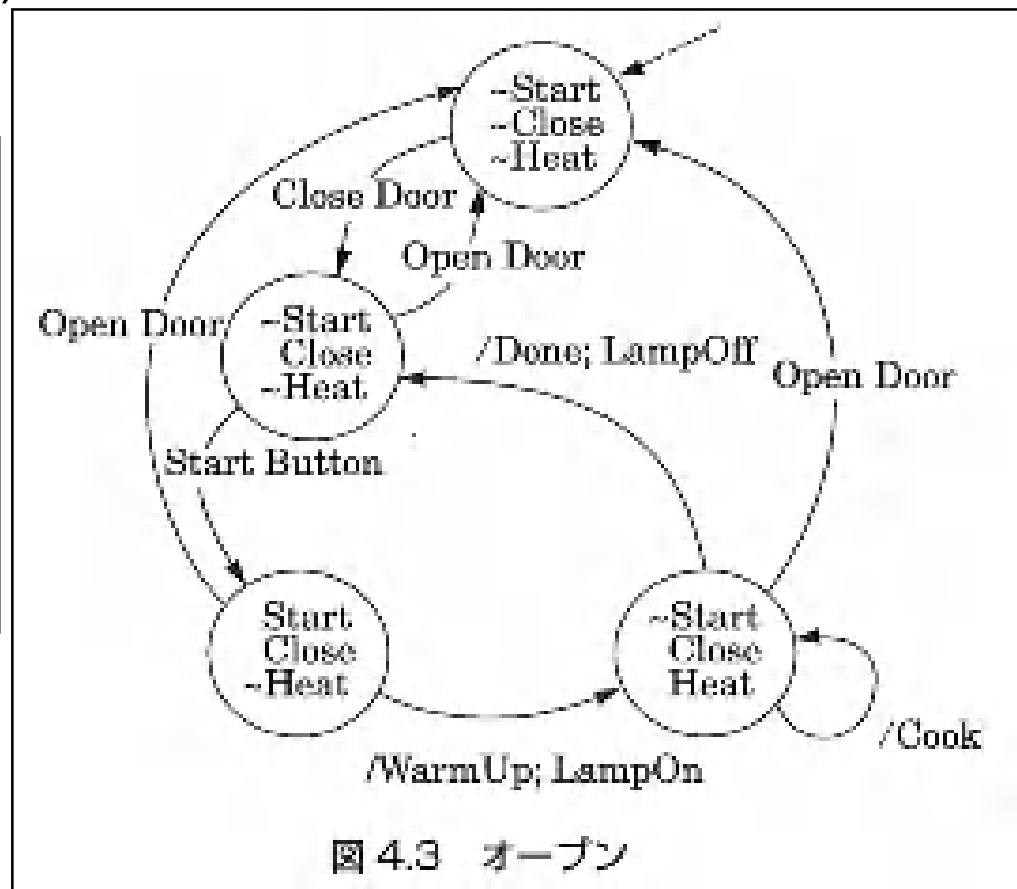 ~Start
~Close
~Heat
Close Door
Open Door
Open Door
~Start
Close
~Heat
/Done; LampOff
Open Door
Start Button
Start
Close
~Heat
~Start
Close
Heat
/Cook
/WarmUp; LampOn
図 4.3 オーブン